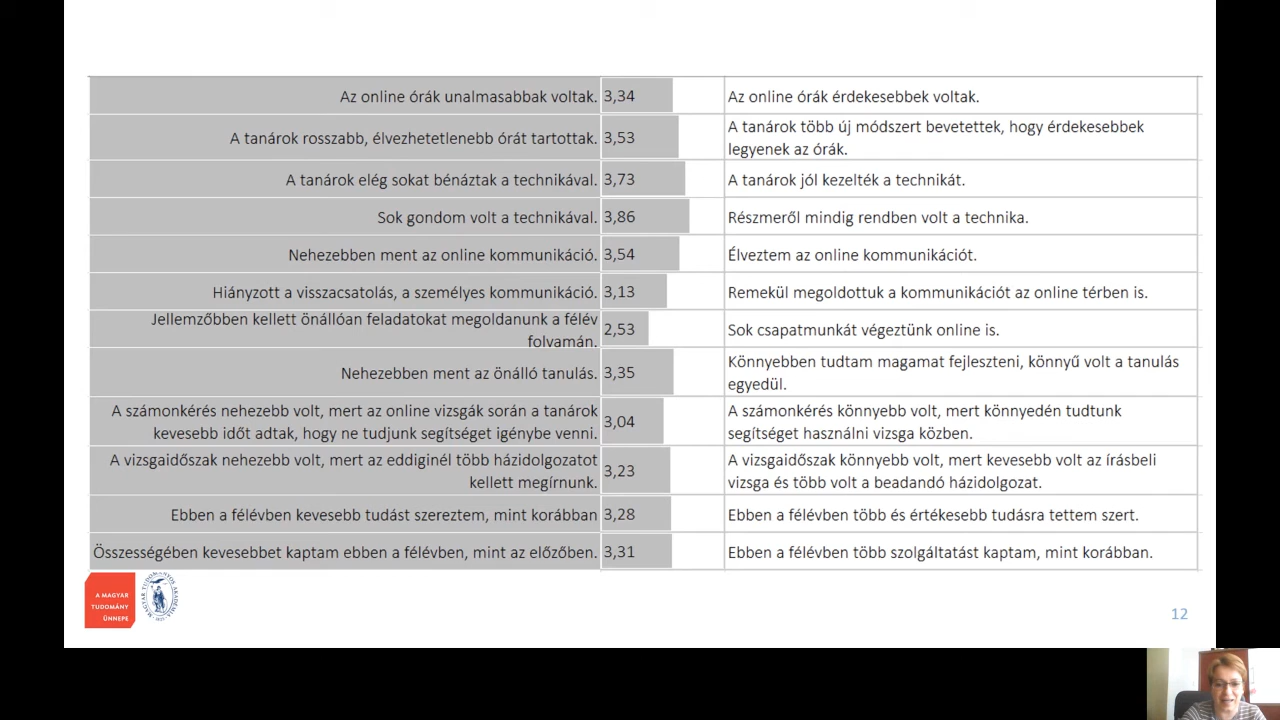 Az online órák unalmasabbak voltak. 3,34 Az online órák érdekesebbek voltak.
A tanárok rosszabb, élvezhetetlenebb órát tartottak. 3,53 A tanárok több új módszert bevetettek, hogy érdekesebbek
legyenek az órák.
A tanárok elég sokat bénáztak a technikával. 3,73 A tanárok jól kezelték a technikát.
Sok gondom volt a technikával. 3,86 Részmeről mindig rendben volt a technika.
Nehezebben ment az online kommunikáció. 3,54 Élveztem az online kommunikációt.
Hiányzott a visszacsatolás, a személyes kommunikáció. 3,13 Remekül megoldottuk a kommunikációt az online térben is.
Jellemzőbben kellett önállóan feladatokat megoldanunk a félév
folyamán. 2,53 Sok csapatmunkát végeztünk online is.
Nehezebben ment az önálló tanulás. 3,35 Könnyebben tudtam magamat fejleszteni, könnyű volt a tanulás
egyedül.
A számonkérés nehezebb volt, mert az online vizsgák során a tanárok
kevesebb időt adtak, hogy ne tudjunk segítséget igénybe venni. 3,04 A számonkérés könnyebb volt, mert könnyedén tudtunk
segítséget használni vizsga közben.
A vizsgaidőszak nehezebb volt, mert az eddiginél több házidolgozatot
kellett megírnunk. 3,23 A vizsgaidőszak könnyebb volt, mert kevesebb volt az írásbeli
vizsga és több volt a beadandó házidolgozat.
Ebben a félévben kevesebb tudást szereztem, mint korábban 3,28 Ebben a félévben több és értékesebb tudásra tettem szert.
Összességében kevesebbet kaptam ebben a félévben, mint az előzőben. 3,31 Ebben a félévben több szolgáltatást kaptam, mint korábban.
A MAGYAR
TUDOMÁNY
ÜNNEPE
MAGYAR TUDOMÁNYOS AKADÉMIA
12